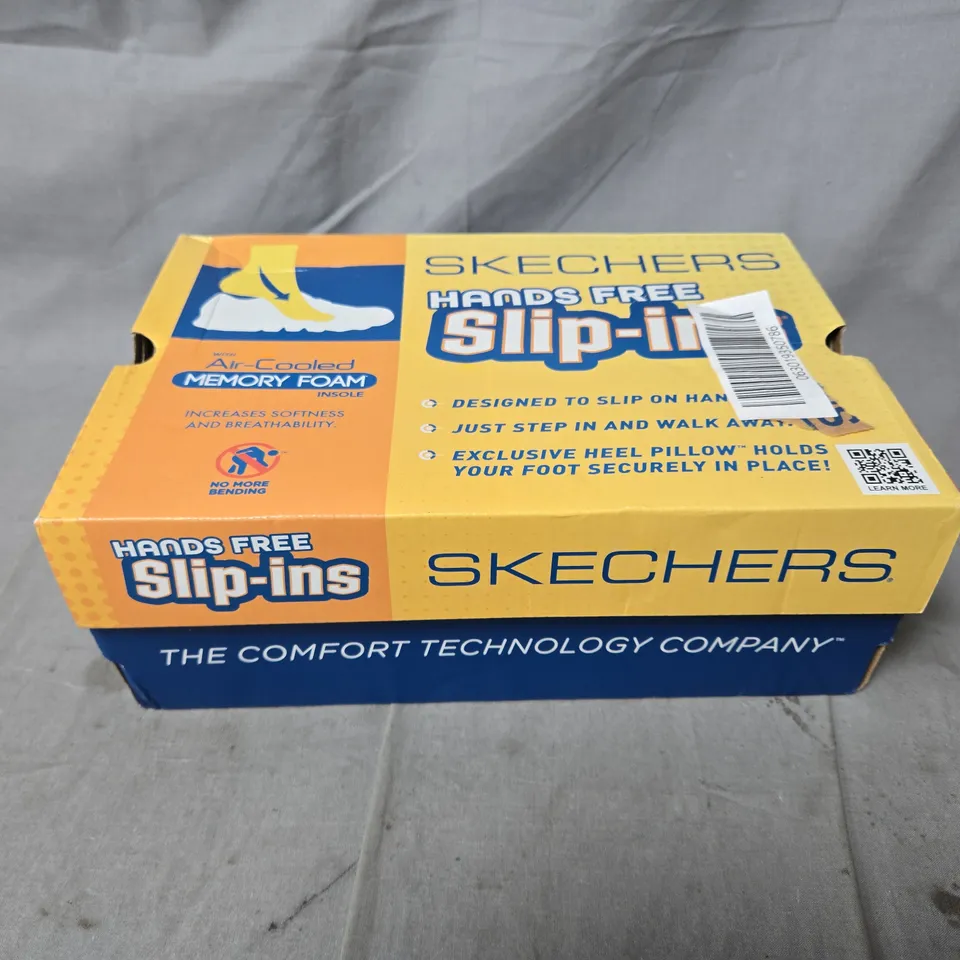 SKECHERS
HANDS FREE
Slip-in
WITH
Air-Cooled
MEMORY FOAM
INSOLE
INCREASES SOFTNESS
AND BREATHABILITY.
NO MORE
BENDING
DESIGNED TO SLIP ON HAN
JUST STEP IN AND WALK AWAY.
EXCLUSIVE HEEL PILLOW™ HOLDS
YOUR FOOT SECURELY IN PLACE!
LEARN MORE
HANDS FREE
Slip-ins
SKECHERS®
THE COMFORT TECHNOLOGY COMPANY™